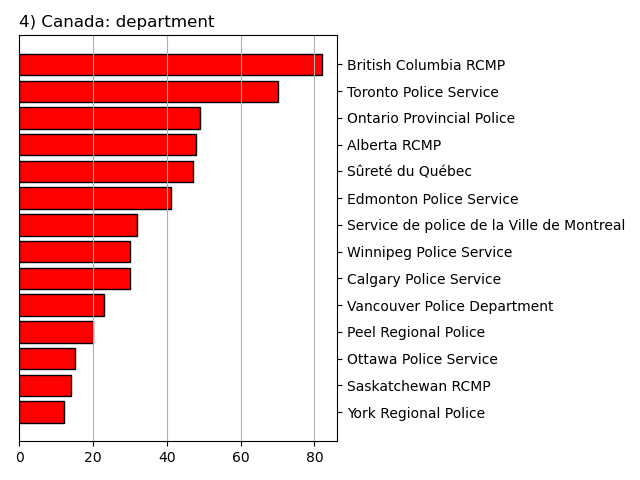 4) Canada: department
British Columbia RCMP
Toronto Police Service
Ontario Provincial Police
Alberta RCMP
Sûreté du Québec
Edmonton Police Service
Service de police de la Ville de Montreal
Winnipeg Police Service
Calgary Police Service
Vancouver Police Department
Peel Regional Police
Ottawa Police Service
Saskatchewan RCMP
York Regional Police
0 20 40 60 80